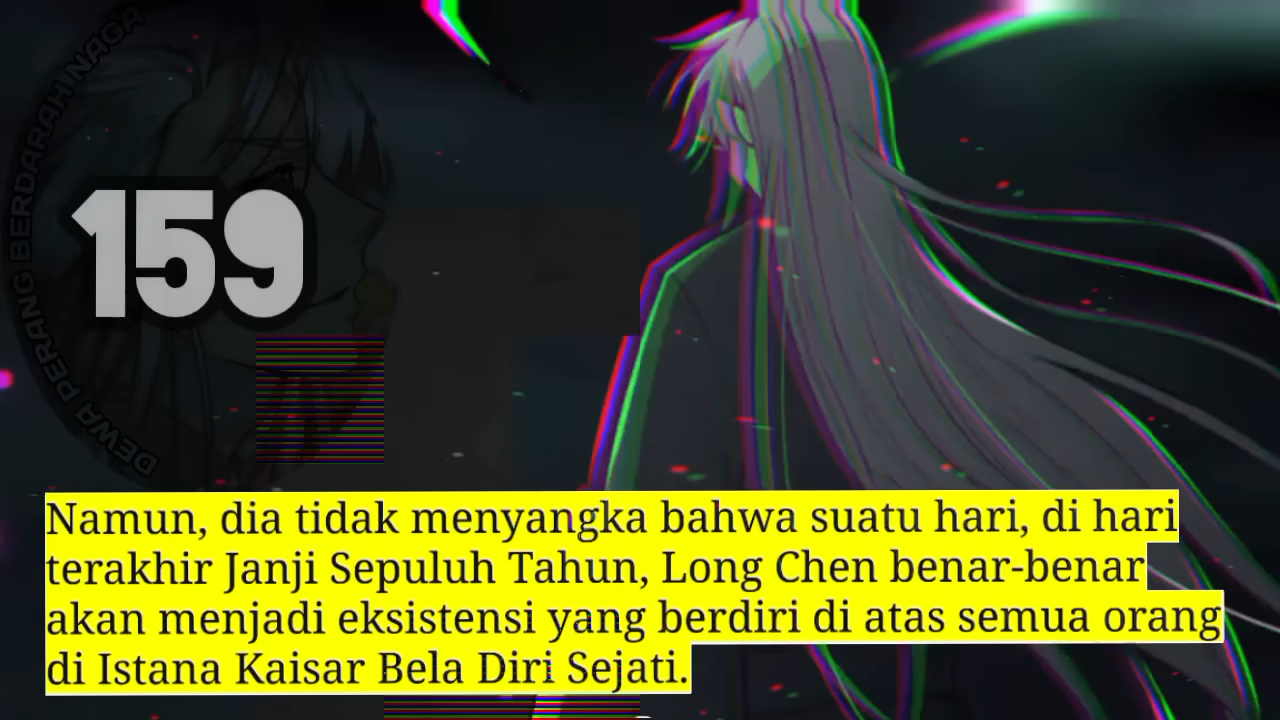 DEWA PERANG BERDARAH NAGA
159
Namun, dia tidak menyangka bahwa suatu hari, di hari
terakhir Janji Sepuluh Tahun, Long Chen benar-benar
akan menjadi eksistensi yang berdiri di atas semua orang
di Istana Kaisar Bela Diri Sejati.